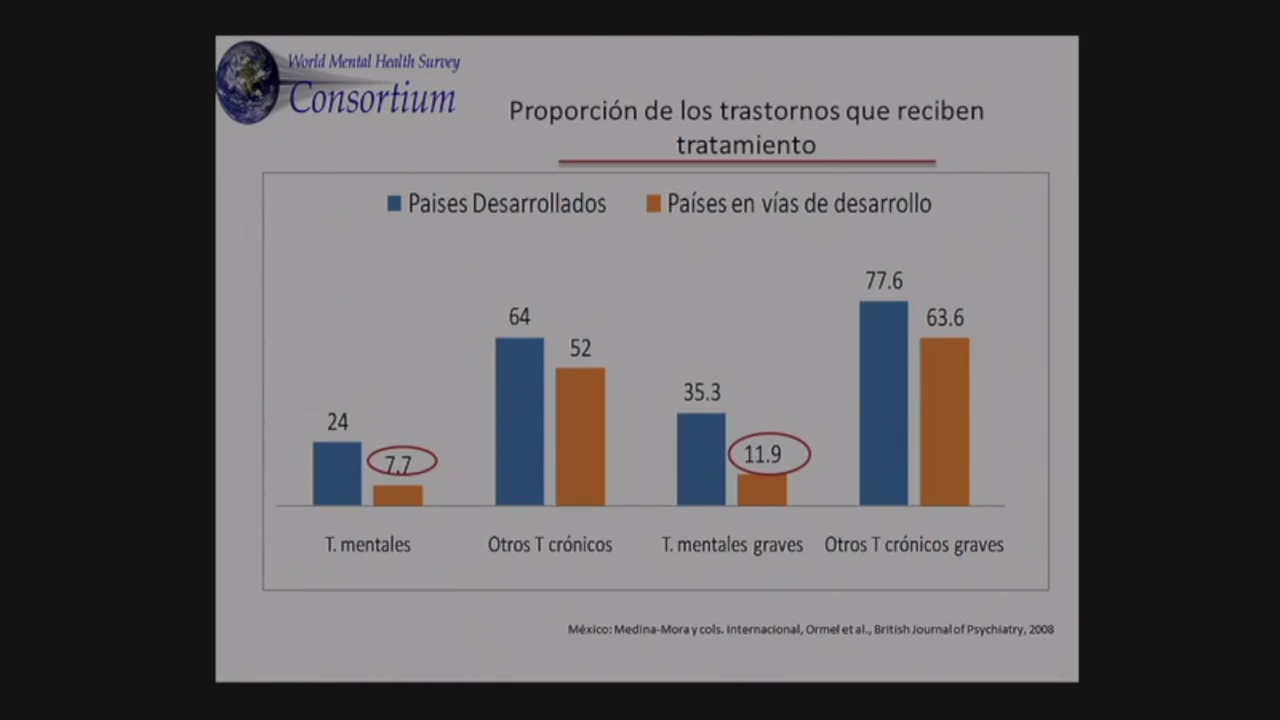 World Mental Health Survey
Consortium
Proporción de los trastornos que reciben
tratamiento
Paises Desarrollados
Países en vías de desarrollo
24
7.7
64
52
35.3
11.9
77.6
63.6
T. mentales
Otros T crónicos
T. mentales graves
Otros T crónicos graves
México: Medina-Mora y cols. Internacional, Ormel et al., British Journal of Psychiatry, 2008